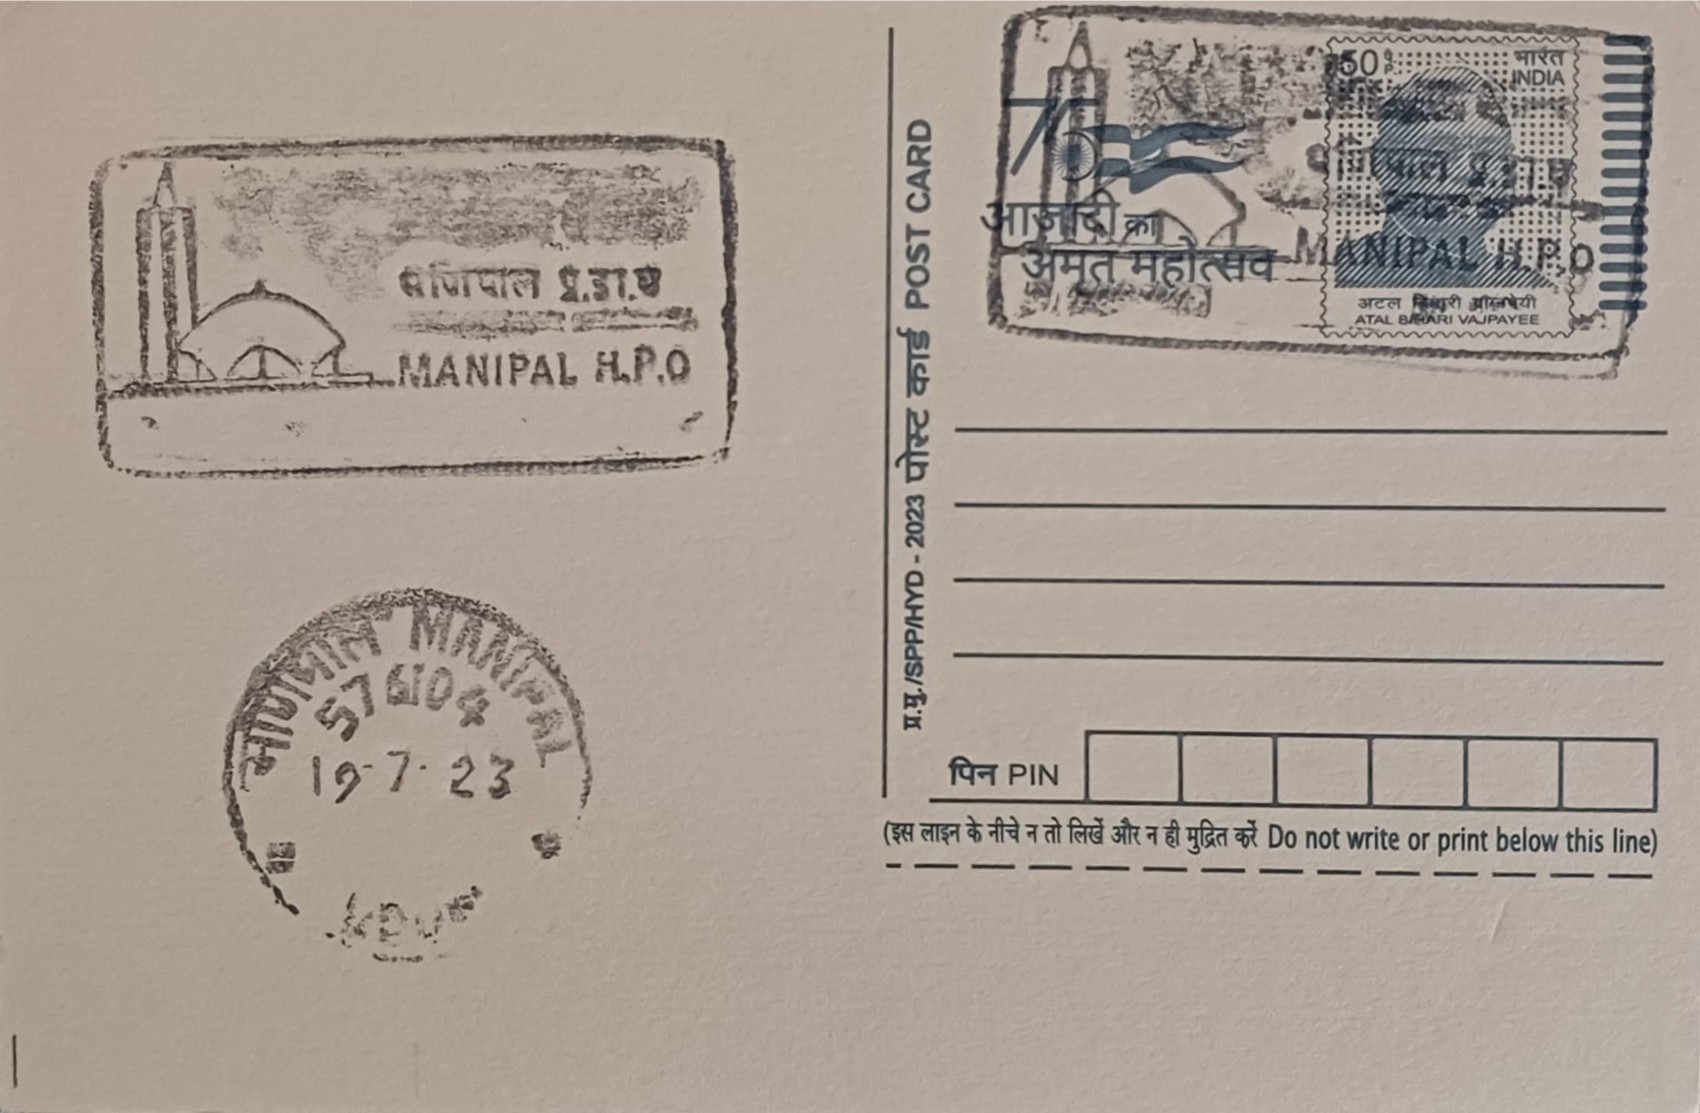 मणिपाल प्र.डा.घ
MANIPAL H.P.O
मणिपाल MANIPAL
576104
19-7-23
प्र.मु./SPP/HYD - 2023 पोस्ट कार्ड POST CARD
75
आज़ादी का
अमृत महोत्सव
मणिपाल प्र.डा.घ
MANIPAL H.P.O
50 P.
भारत
INDIA
अटल बिहारी वाजपेयी
ATAL BIHARI VAJPAYEE
पिन PIN
(इस लाइन के नीचे न तो लिखें और न ही मुद्रित करें Do not write or print below this line)